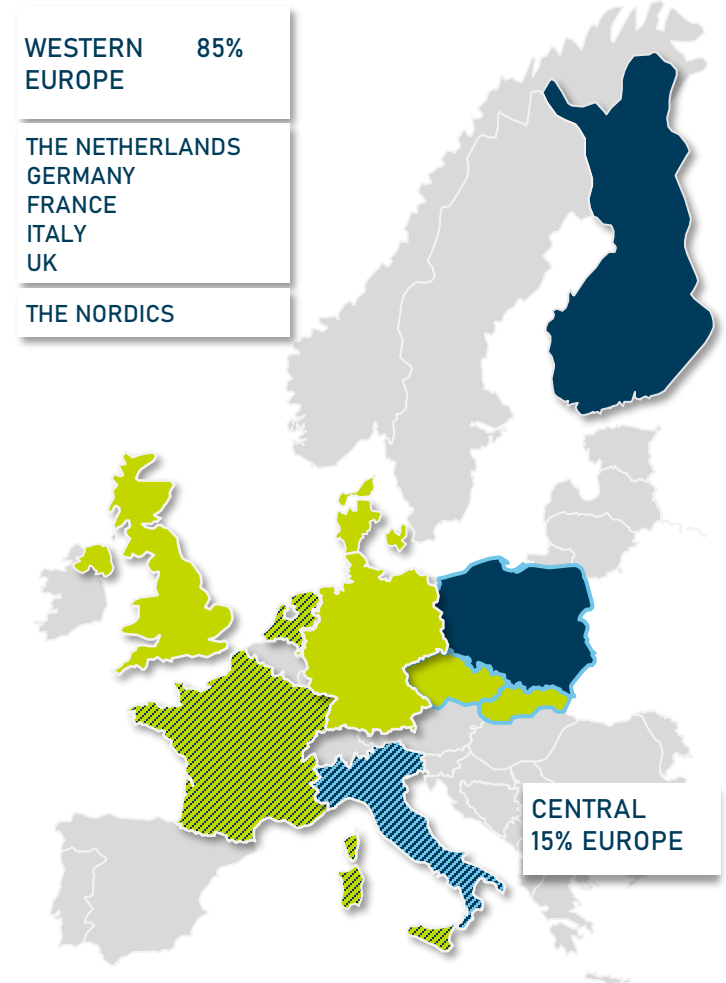 WESTERN 85%
EUROPE
THE NETHERLANDS
GERMANY
FRANCE
ITALY
UK
THE NORDICS
CENTRAL
15% EUROPE